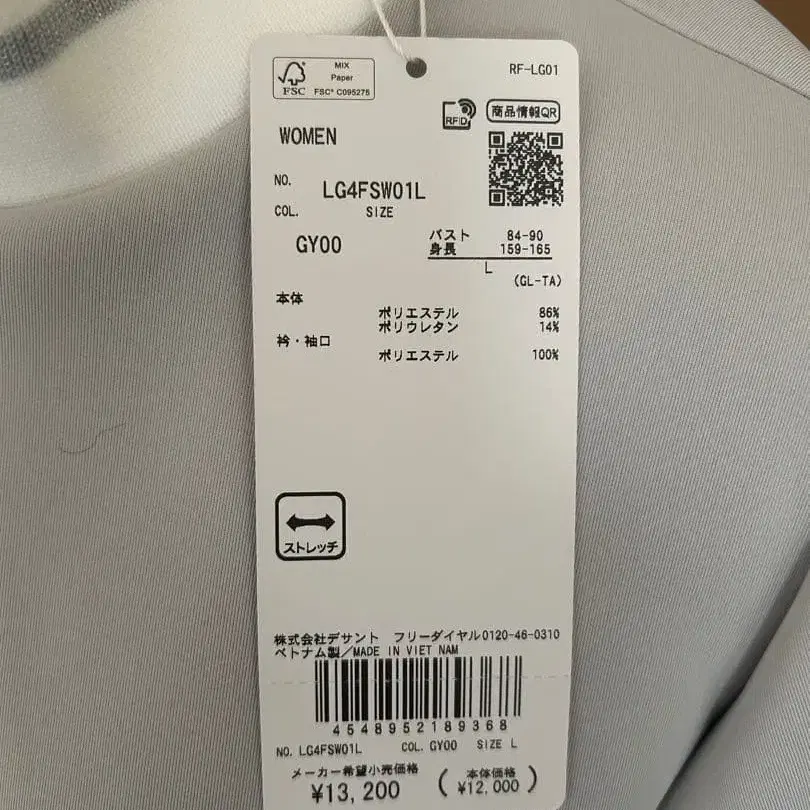 MIX
Paper
FSC
FSC® C095275
RF-LG01
RFID
商品情報QR
WOMEN
NO. LG4FSW01L
COL. SIZE
GY00
バスト 84-90
身長 159-165
L
(GL-TA)
本体
ポリエステル 86%
ポリウレタン 14%
衿・袖口
ポリエステル 100%
ストレッチ
株式会社デサント フリーダイヤル0120-46-0310
ベトナム製/MADE IN VIET NAM
4548952189368
NO. LG4FSW01L COL. GY00 SIZE L
メーカー希望小売価格
¥13,200
(本体価格 ¥12,000)